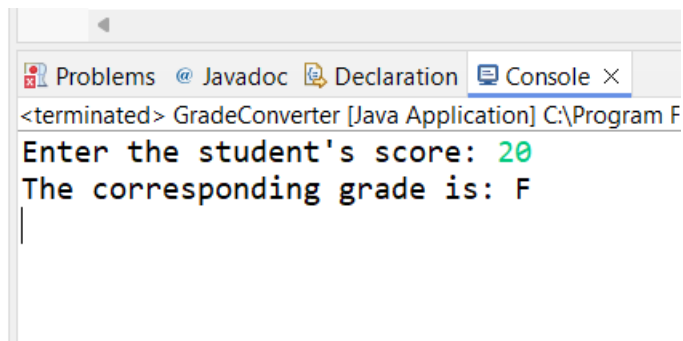 Problems @ Javadoc Declaration Console
<terminated> GradeConverter [Java Application] C:\Program F
Enter the student's score: 20
The corresponding grade is: F